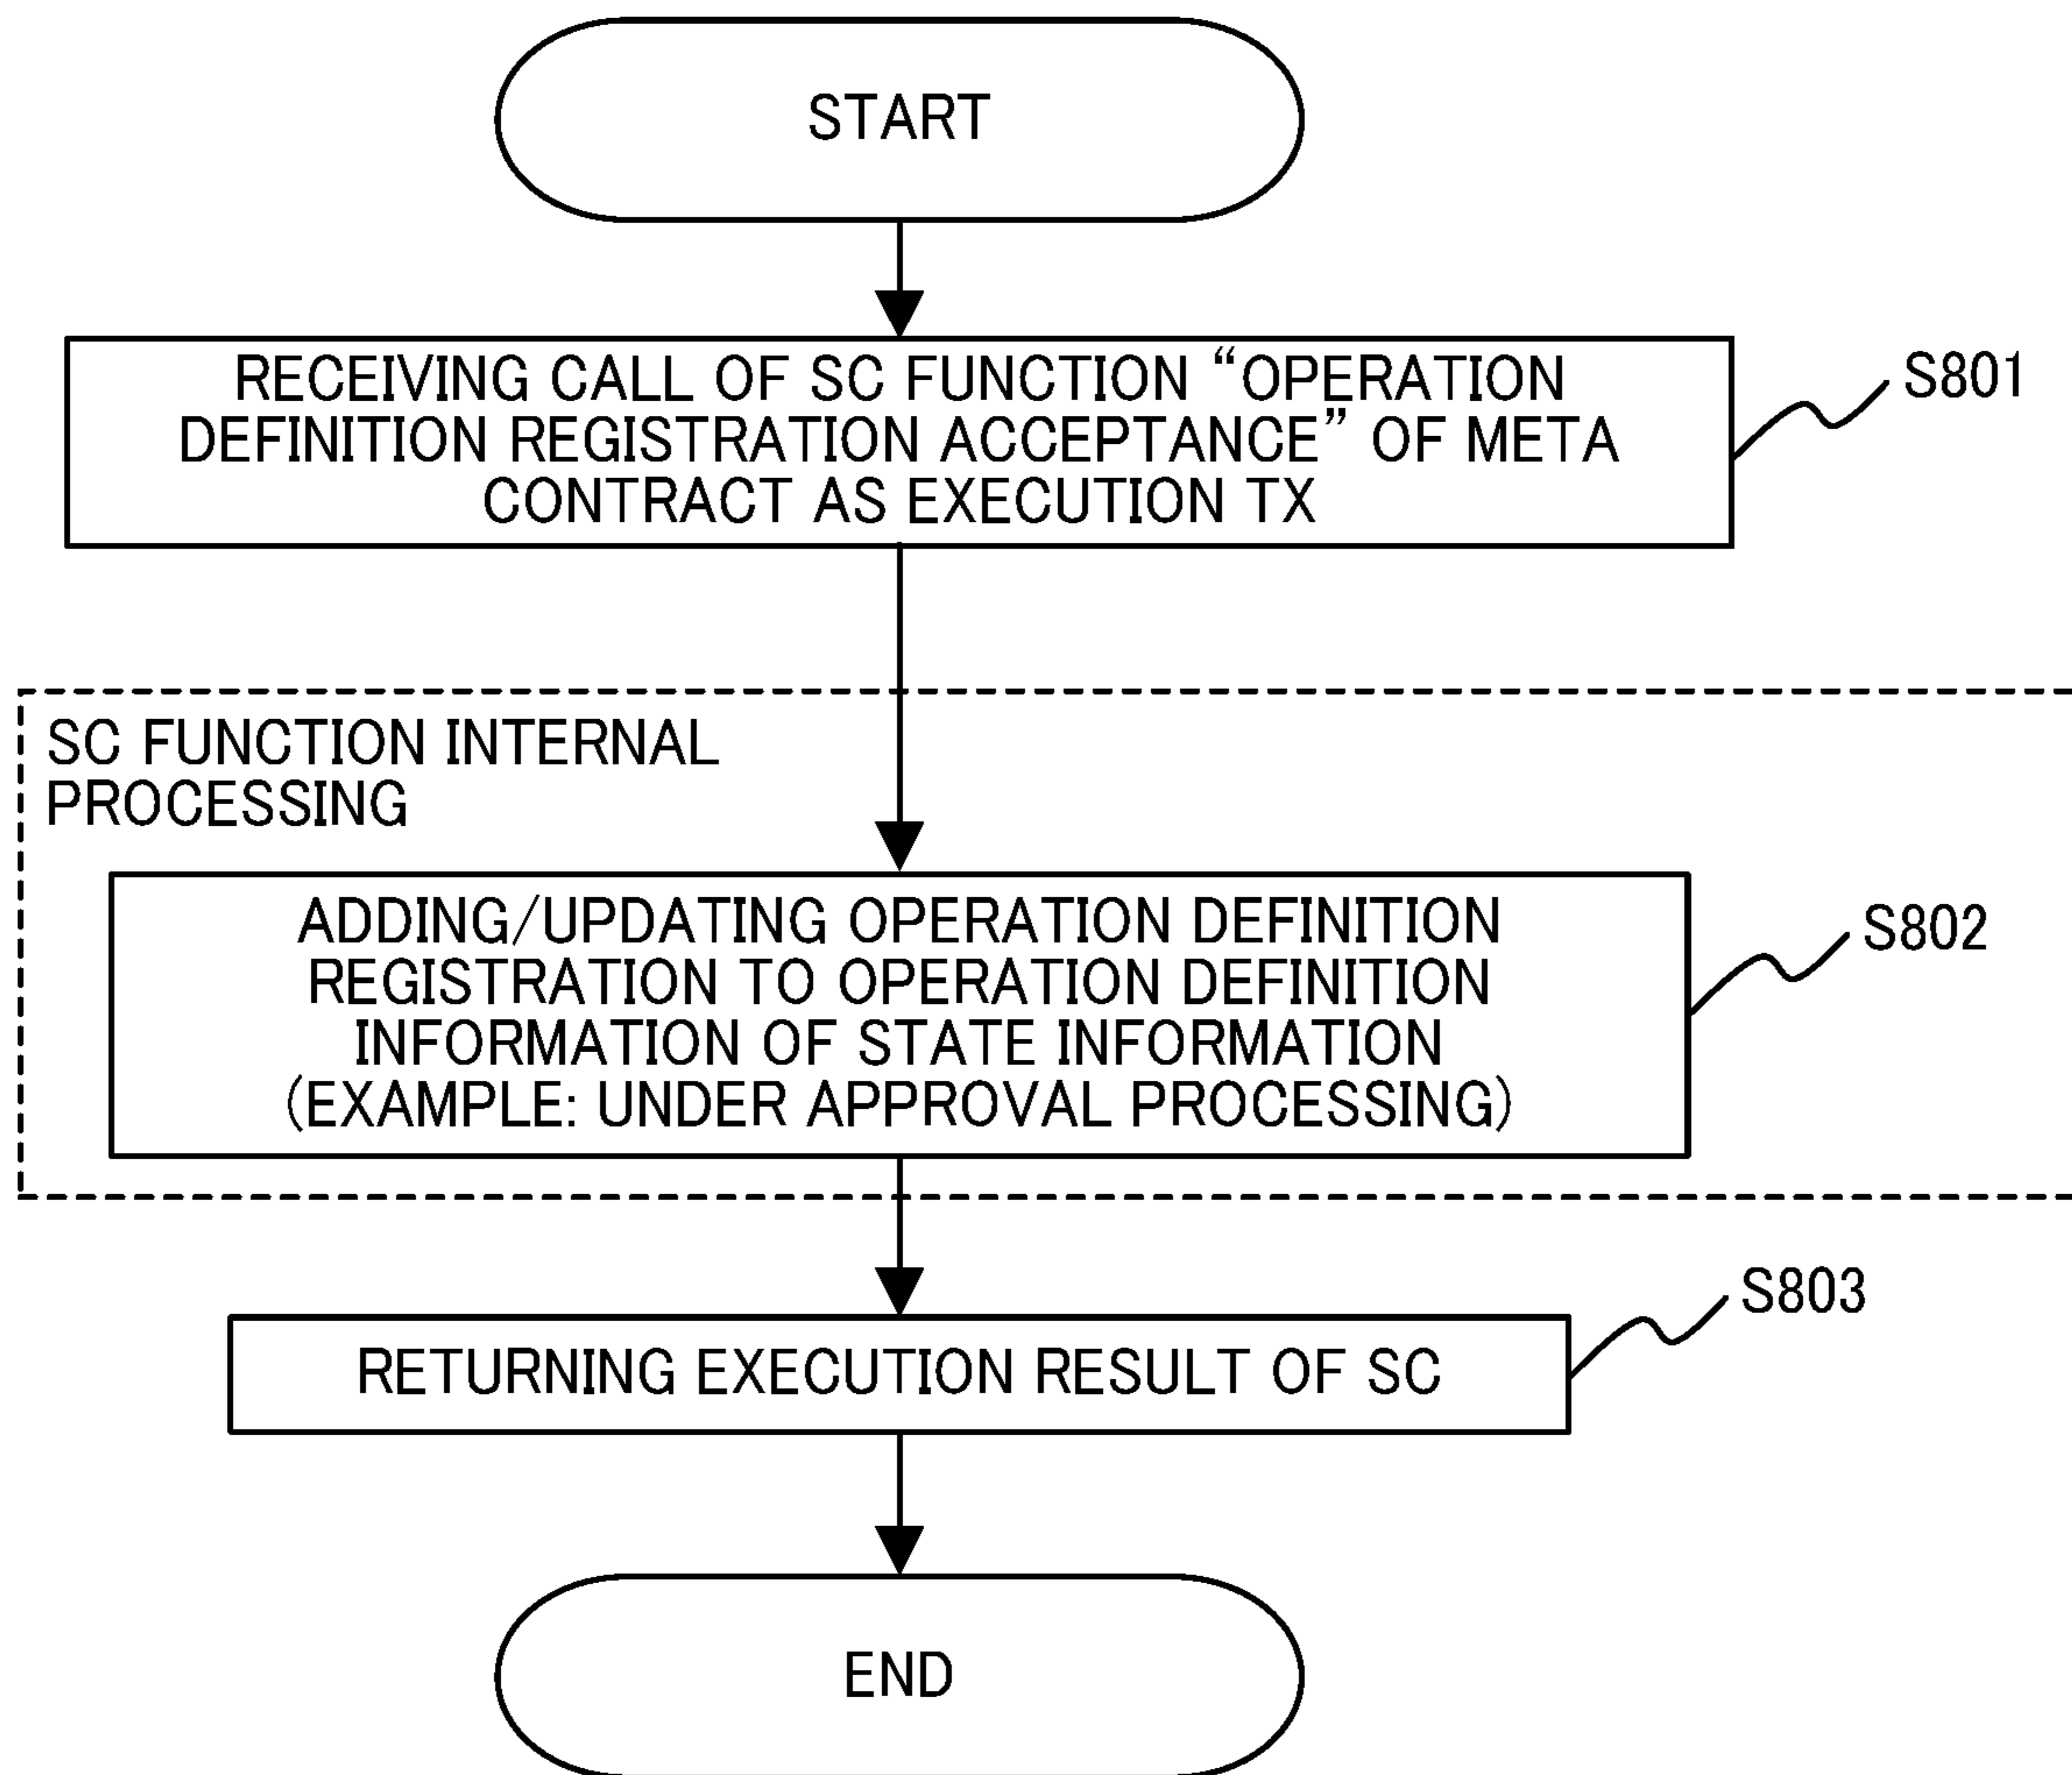 START
RECEIVING CALL OF SC FUNCTION “OPERATION
DEFINITION REGISTRATION ACCEPTANCE” OF META
CONTRACT AS EXECUTION TX
S801
SC FUNCTION INTERNAL
PROCESSING
ADDING/UPDATING OPERATION DEFINITION
REGISTRATION TO OPERATION DEFINITION
INFORMATION OF STATE INFORMATION
(EXAMPLE: UNDER APPROVAL PROCESSING)
S802
RETURNING EXECUTION RESULT OF SC
S803
END